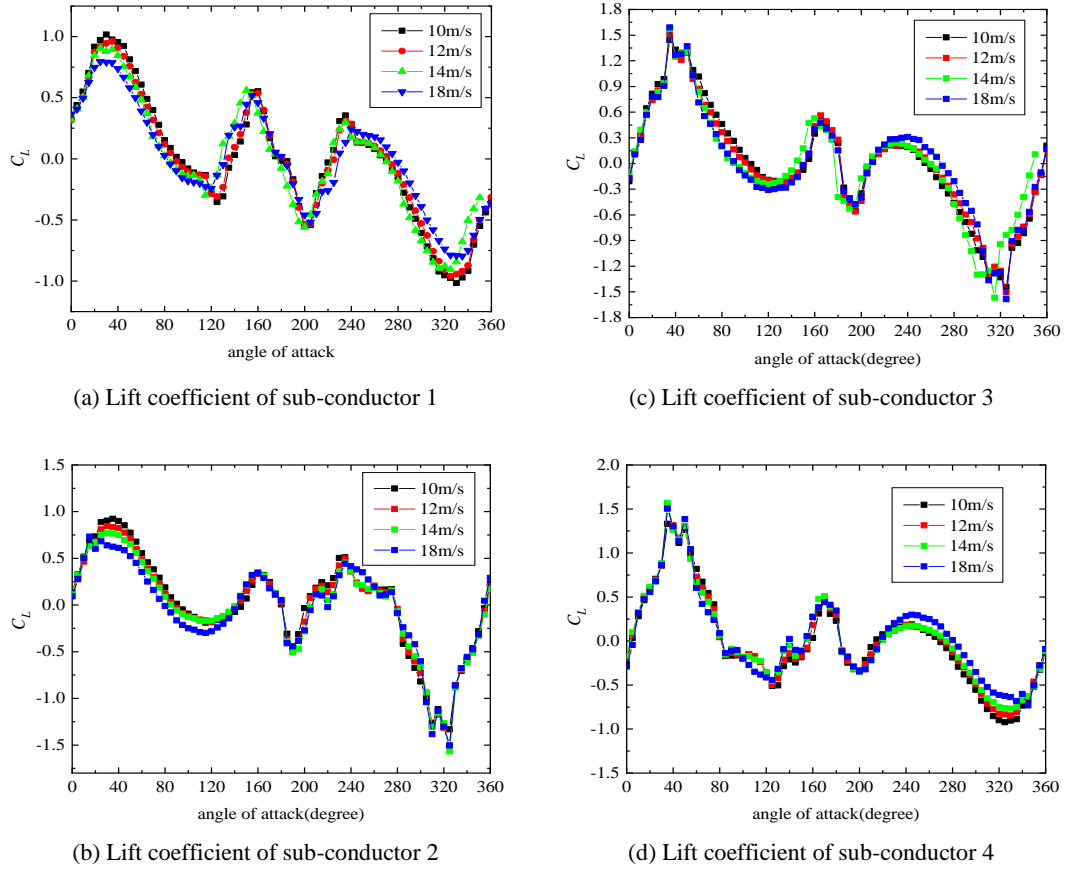 1.0
0.5
0.0
-0.5
-1.0
C_L
10m/s
12m/s
14m/s
18m/s
0 40 80 120 160 200 240 280 320 360
angle of attack
(a) Lift coefficient of sub-conductor 1
1.8
1.5
1.2
0.9
0.6
0.3
0.0
-0.3
-0.6
-0.9
-1.2
-1.5
-1.8
C_L
10m/s
12m/s
14m/s
18m/s
0 40 80 120 160 200 240 280 320 360
angle of attack(degree)
(c) Lift coefficient of sub-conductor 3
1.5
1.0
0.5
0.0
-0.5
-1.0
-1.5
C_L
10m/s
12m/s
14m/s
18m/s
0 40 80 120 160 200 240 280 320 360
angle of attack(degree)
(b) Lift coefficient of sub-conductor 2
2.0
1.5
1.0
0.5
0.0
-0.5
-1.0
-1.5
C_L
10m/s
12m/s
14m/s
18m/s
0 40 80 120 160 200 240 280 320 360
angle of attack(degree)
(d) Lift coefficient of sub-conductor 4